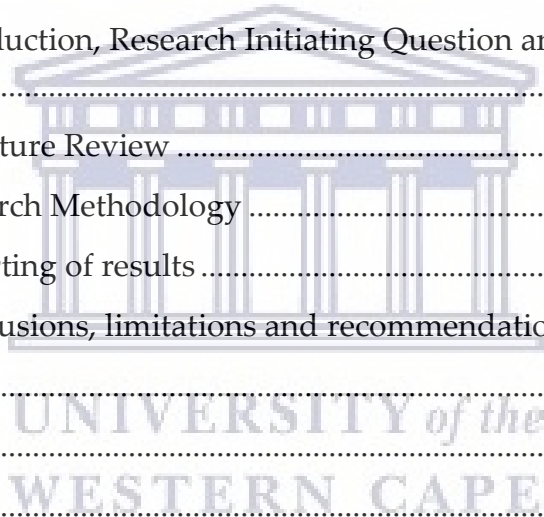 duction, Research Initiating Question an
....................................................................
ture Review ....................................................
rch Methodology ..........................................
ting of results .................................................
usions, limitations and recommendatio
....................................................................
UNIVERSITY of the
....................................................................
WESTERN CAPE
....................................................................